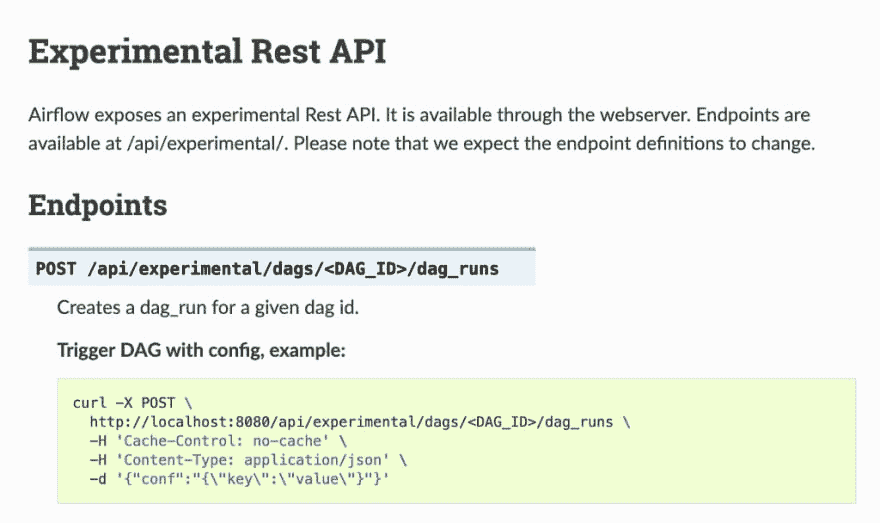 Experimental Rest API
Airflow exposes an experimental Rest API. It is available through the webserver. Endpoints are
available at /api/experimental/. Please note that we expect the endpoint definitions to change.
Endpoints
POST /api/experimental/dags/<DAG_ID>/dag_runs
Creates a dag_run for a given dag id.
Trigger DAG with config, example:
curl -X POST \
  http://localhost:8080/api/experimental/dags/<DAG_ID>/dag_runs \
  -H 'Cache-Control: no-cache' \
  -H 'Content-Type: application/json' \
  -d '{"conf":"{\"key\":\"value\"}"}'